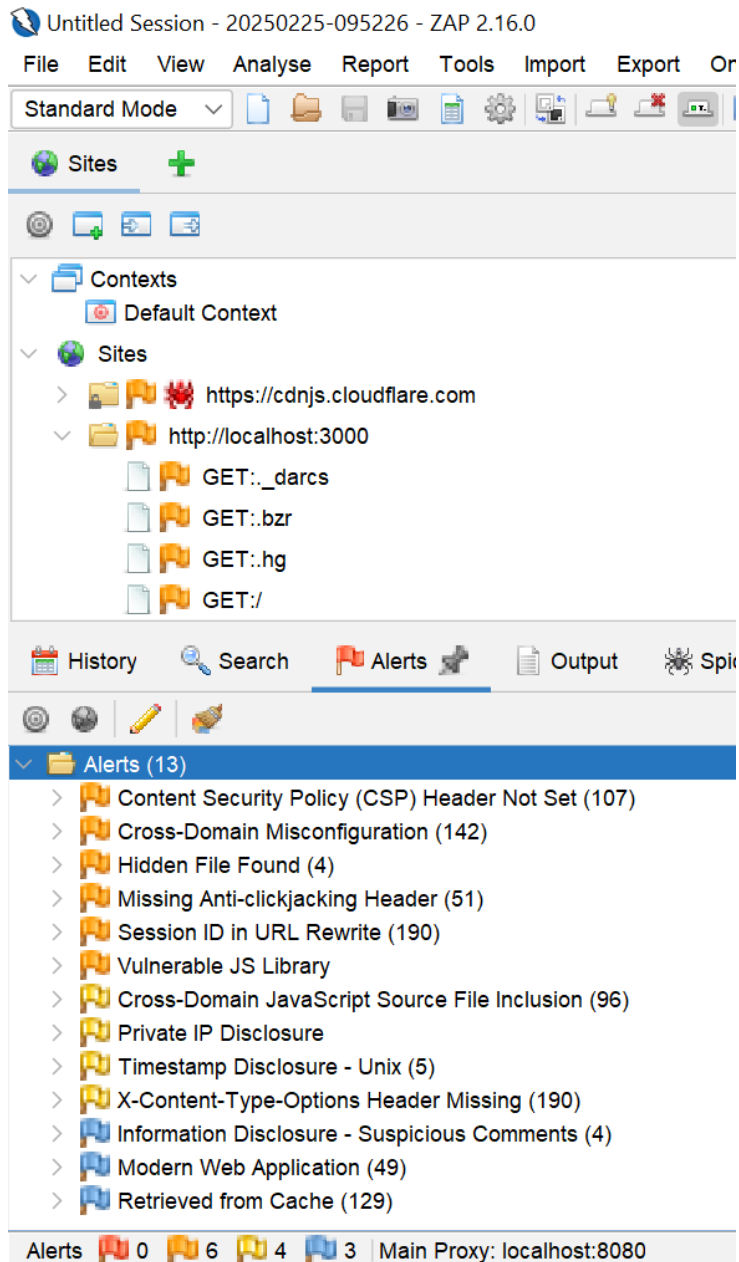 Untitled Session - 20250225-095226 - ZAP 2.16.0
File Edit View Analyse Report Tools Import Export On
Standard Mode
Sites
Contexts
Default Context
Sites
https://cdnjs.cloudflare.com
http://localhost:3000
GET:._darcs
GET:.bzr
GET:.hg
GET:/
History Search Alerts Output Spid
Alerts (13)
Content Security Policy (CSP) Header Not Set (107)
Cross-Domain Misconfiguration (142)
Hidden File Found (4)
Missing Anti-clickjacking Header (51)
Session ID in URL Rewrite (190)
Vulnerable JS Library
Cross-Domain JavaScript Source File Inclusion (96)
Private IP Disclosure
Timestamp Disclosure - Unix (5)
X-Content-Type-Options Header Missing (190)
Information Disclosure - Suspicious Comments (4)
Modern Web Application (49)
Retrieved from Cache (129)
Alerts 0 6 4 3 Main Proxy: localhost:8080